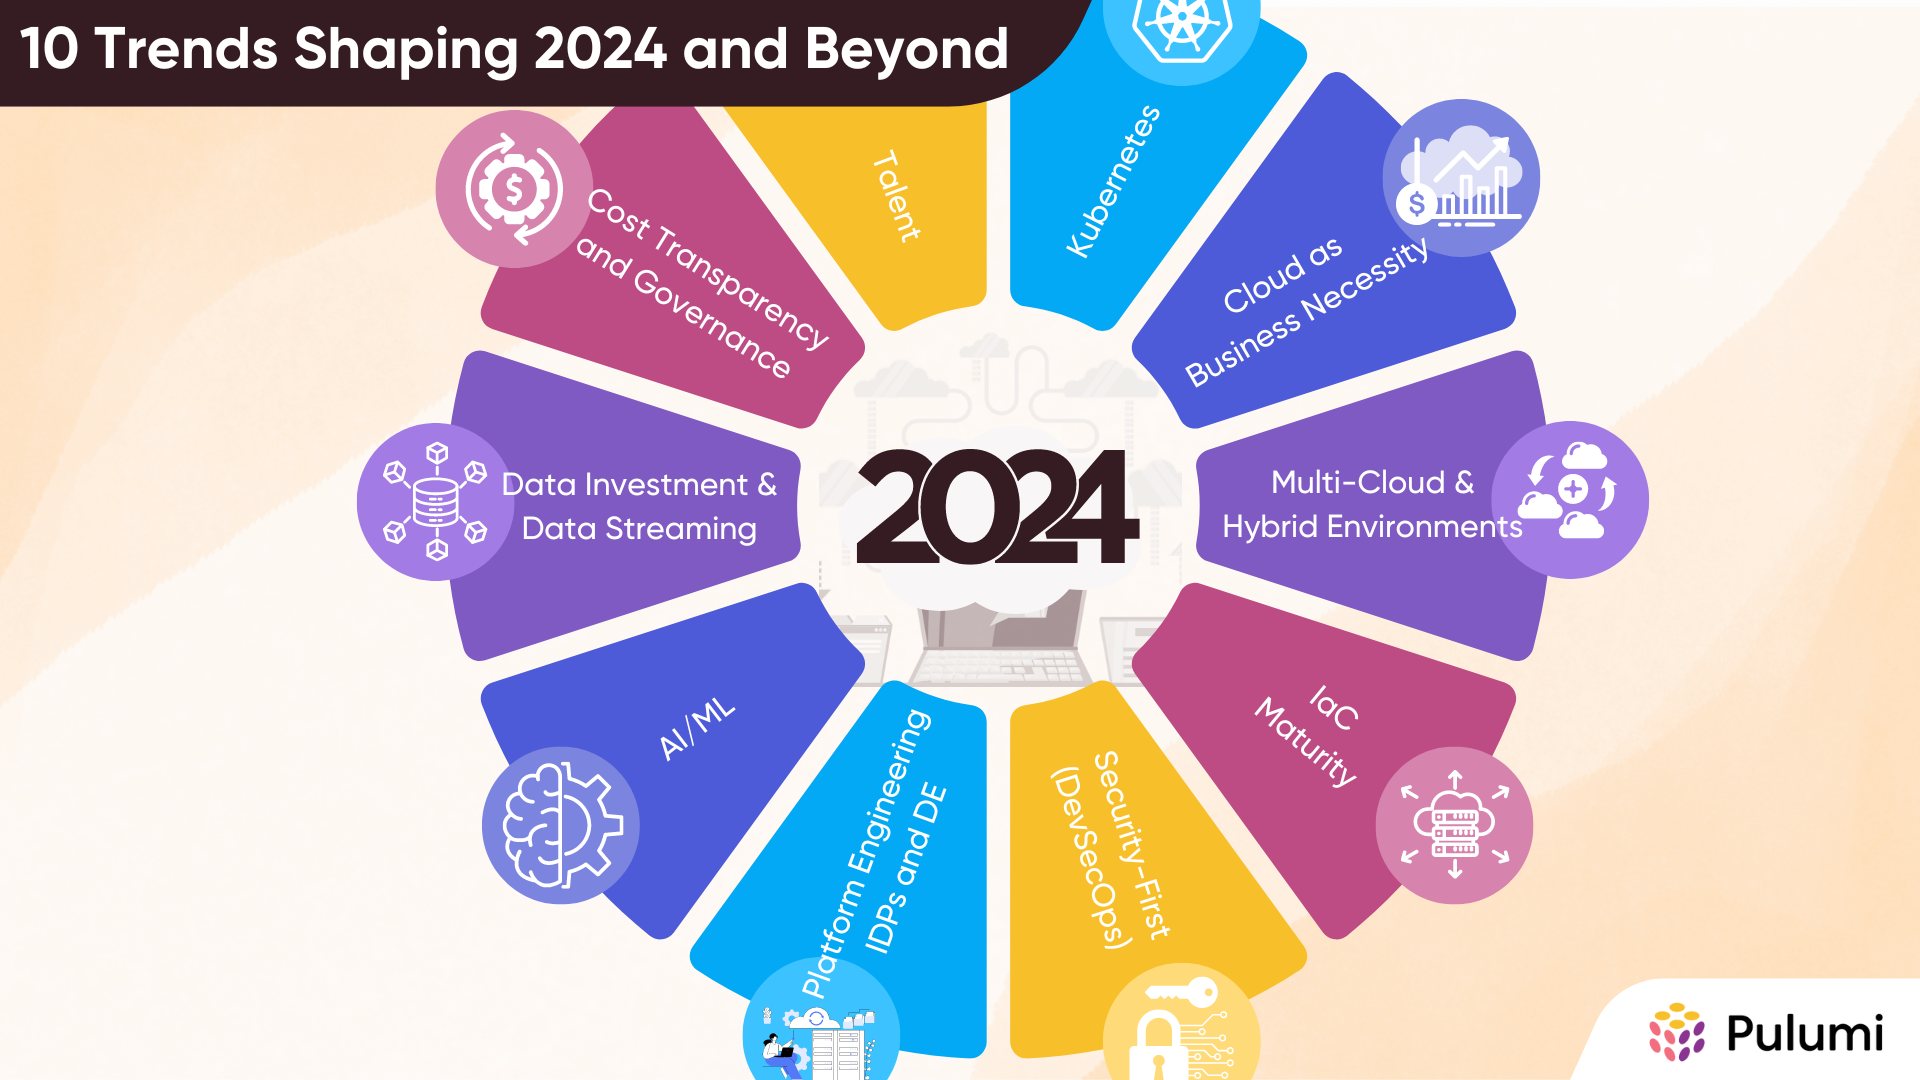 10 Trends Shaping 2024 and Beyond
Kubernetes
Cloud as
Business Necessity
$
Multi-Cloud &
Hybrid Environments
IaC
Maturity
Security-First
(DevSecOps)
Platform Engineering
IDPs and DE
AI/ML
Data Investment &
Data Streaming
Cost Transparency
and Governance
$
Talent
2024
Pulumi